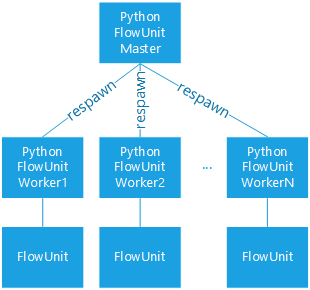 Python
FlowUnit
Master
respawn
respawn
respawn
Python
FlowUnit
Worker1
Python
FlowUnit
Worker2
...
Python
FlowUnit
WorkerN
FlowUnit
FlowUnit
FlowUnit